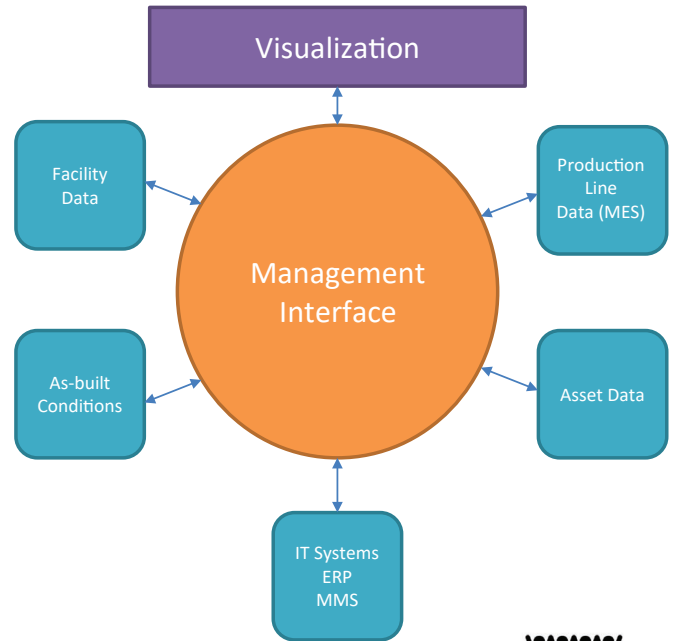 Visualization
Facility
Data
Production
Line
Data (MES)
Management
Interface
As-built
Conditions
Asset Data
IT Systems
ERP
MMS